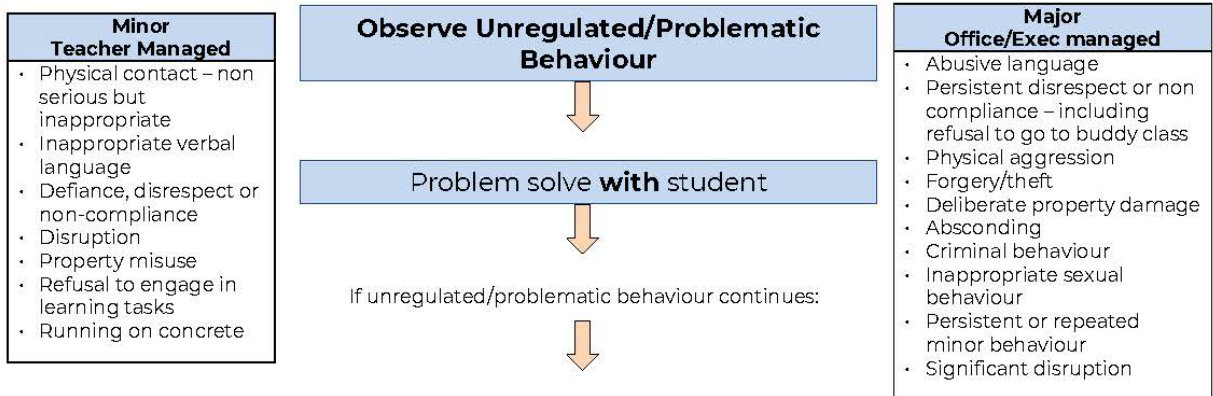 Minor
Teacher Managed
• Physical contact – non
serious but
inappropriate
• Inappropriate verbal
language
• Defiance, disrespect or
non-compliance
• Disruption
• Property misuse
• Refusal to engage in
learning tasks
• Running on concrete
Observe Unregulated/Problematic
Behaviour
Problem solve with student
If unregulated/problematic behaviour continues:
Major
Office/Exec managed
• Abusive language
• Persistent disrespect or non
compliance – including
refusal to go to buddy class
• Physical aggression
• Forgery/theft
• Deliberate property damage
• Absconding
• Criminal behaviour
• Inappropriate sexual
behaviour
• Persistent or repeated
minor behaviour
• Significant disruption